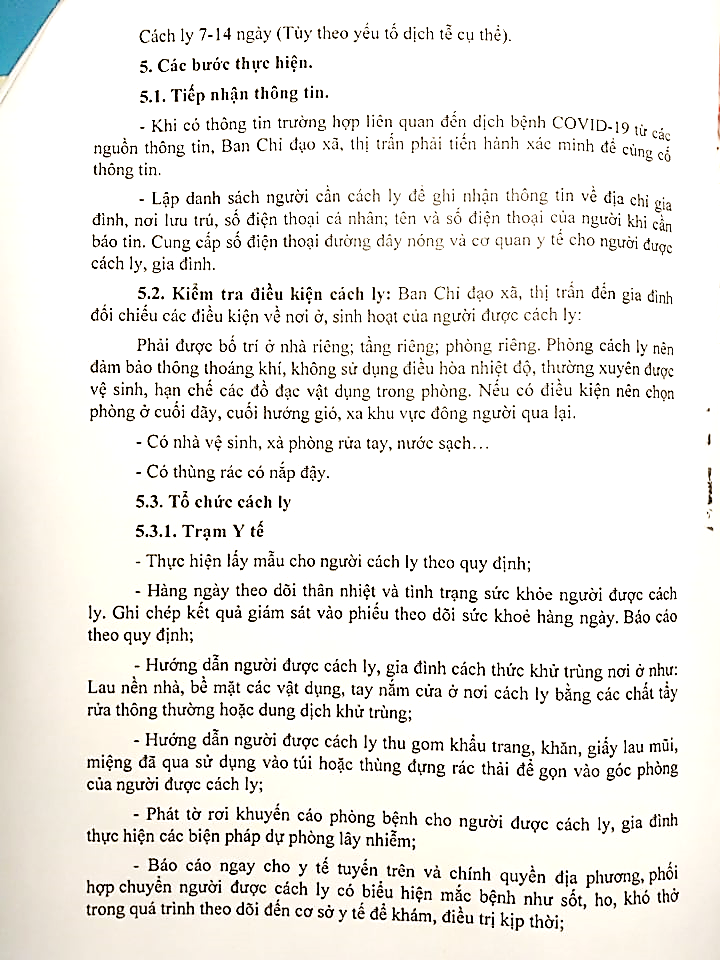 Cách ly 7-14 ngày (Tùy theo yếu tố dịch tễ cụ thể).
5. Các bước thực hiện.
5.1. Tiếp nhận thông tin.
- Khi có thông tin trường hợp liên quan đến dịch bệnh COVID-19 từ các
nguồn thông tin, Ban Chỉ đạo xã, thị trấn phải tiến hành xác minh để củng cố
thông tin.
- Lập danh sách người cần cách ly để ghi nhận thông tin về địa chỉ gia
đình, nơi lưu trú, số điện thoại cá nhân; tên và số điện thoại của người khi cần
báo tin. Cung cấp số điện thoại đường dây nóng và cơ quan y tế cho người được
cách ly, gia đình.
5.2. Kiểm tra điều kiện cách ly: Ban Chỉ đạo xã, thị trấn đến gia đình
đối chiếu các điều kiện về nơi ở, sinh hoạt của người được cách ly:
Phải được bố trí ở nhà riêng; tầng riêng; phòng riêng. Phòng cách ly nên
đảm bảo thông thoáng khí, không sử dụng điều hòa nhiệt độ, thường xuyên được
vệ sinh, hạn chế các đồ đạc vật dụng trong phòng. Nếu có điều kiện nên chọn
phòng ở cuối dãy, cuối hướng gió, xa khu vực đông người qua lại.
- Có nhà vệ sinh, xà phòng rửa tay, nước sạch…
- Có thùng rác có nắp đậy.
5.3. Tổ chức cách ly
5.3.1. Trạm Y tế
- Thực hiện lấy mẫu cho người cách ly theo quy định;
- Hàng ngày theo dõi thân nhiệt và tình trạng sức khỏe người được cách
ly. Ghi chép kết quả giám sát vào phiếu theo dõi sức khoẻ hàng ngày. Báo cáo
theo quy định;
- Hướng dẫn người được cách ly, gia đình cách thức khử trùng nơi ở như:
Lau nền nhà, bề mặt các vật dụng, tay nắm cửa ở nơi cách ly bằng các chất tẩy
rửa thông thường hoặc dung dịch khử trùng;
- Hướng dẫn người được cách ly thu gom khẩu trang, khăn, giấy lau mũi,
miệng đã qua sử dụng vào túi hoặc thùng đựng rác thải để gọn vào góc phòng
của người được cách ly;
- Phát tờ rơi khuyến cáo phòng bệnh cho người được cách ly, gia đình
thực hiện các biện pháp dự phòng lây nhiễm;
- Báo cáo ngay cho y tế tuyến trên và chính quyền địa phương, phối
hợp chuyển người được cách ly có biểu hiện mắc bệnh như sốt, ho, khó thở
trong quá trình theo dõi đến cơ sở y tế để khám, điều trị kịp thời;